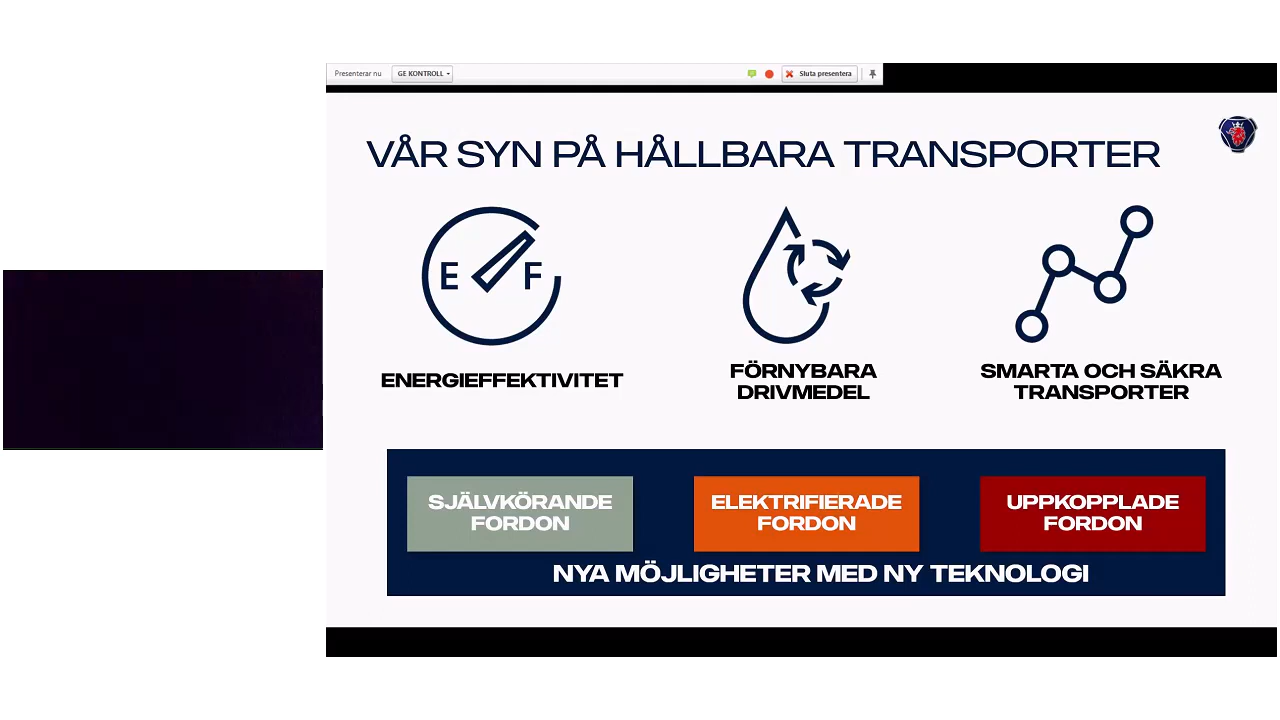 Presenterar nu GE KONTROLL Sluta presentera
VÅR SYN PÅ HÅLLBARA TRANSPORTER
E F
ENERGIEFFEKTIVITET
FÖRNYBARA
DRIVMEDEL
SMARTA OCH SÄKRA
TRANSPORTER
SJÄLVKÖRANDE
FORDON
ELEKTRIFIERADE
FORDON
UPPKOPPLADE
FORDON
NYA MÖJLIGHETER MED NY TEKNOLOGI